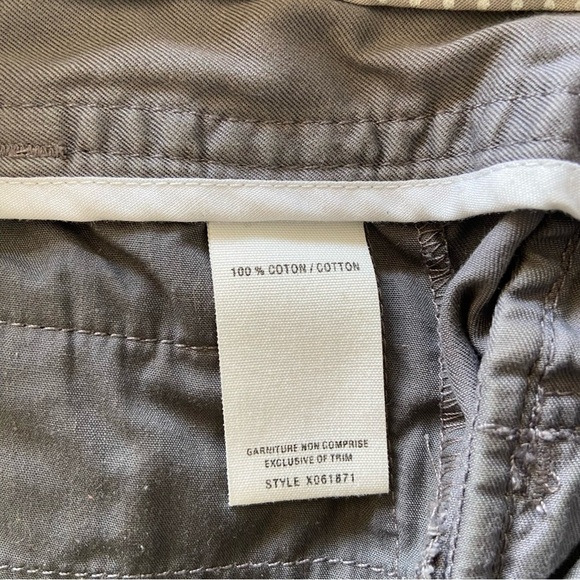 100 % COTON / COTTON
GARNITURE NON COMPRISE
EXCLUSIVE OF TRIM
STYLE X061871